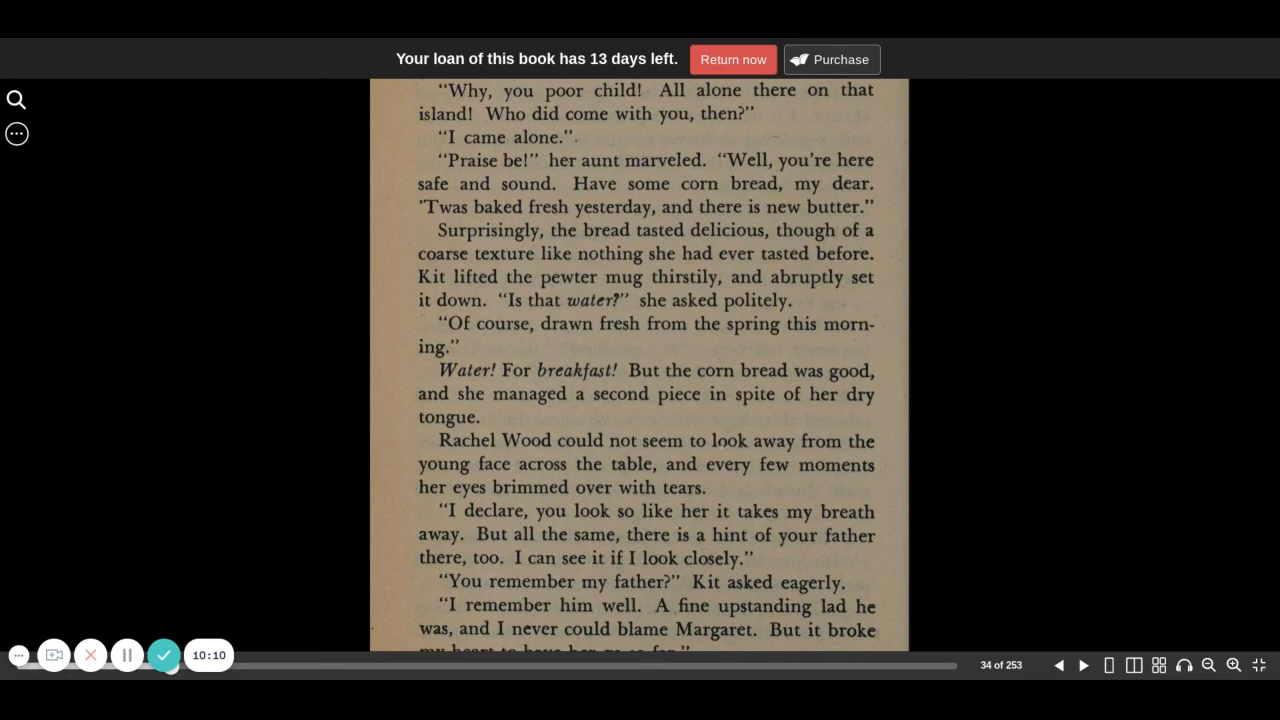 Your loan of this book has 13 days left.
Return now
Purchase
“Why, you poor child! All alone there on that
island! Who did come with you, then?”
“I came alone.”
“Praise be!” her aunt marveled. “Well, you’re here
safe and sound. Have some corn bread, my dear.
’Twas baked fresh yesterday, and there is new butter.”
Surprisingly, the bread tasted delicious, though of a
coarse texture like nothing she had ever tasted before.
Kit lifted the pewter mug thirstily, and abruptly set
it down. “Is that water?” she asked politely.
“Of course, drawn fresh from the spring this morn-
ing.”
Water! For breakfast! But the corn bread was good,
and she managed a second piece in spite of her dry
tongue.
Rachel Wood could not seem to look away from the
young face across the table, and every few moments
her eyes brimmed over with tears.
“I declare, you look so like her it takes my breath
away. But all the same, there is a hint of your father
there, too. I can see it if I look closely.”
“You remember my father?” Kit asked eagerly.
“I remember him well. A fine upstanding lad he
was, and I never could blame Margaret. But it broke
my heart to have her go so far.”
10:10
34 of 253